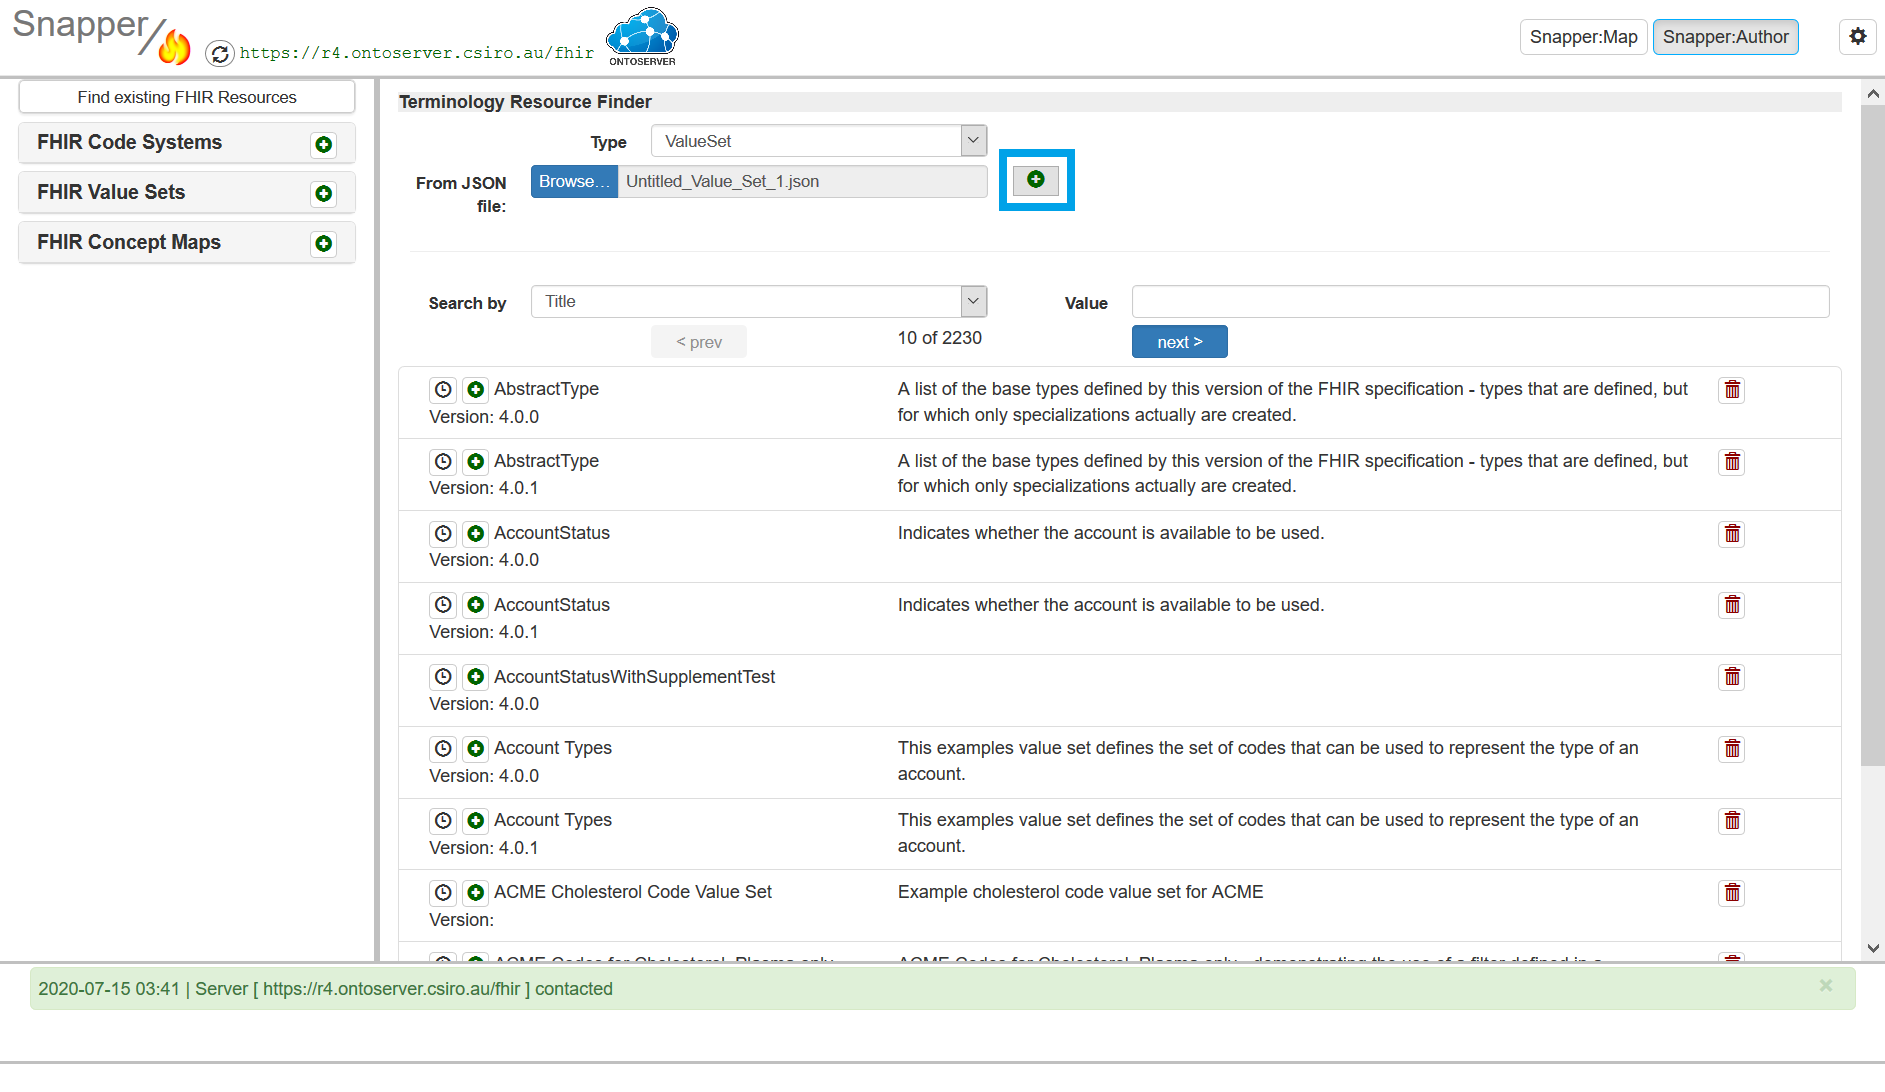 Snapper
https://r4.ontoserver.csiro.au/fhir
ONTOSERVER
Snapper:Map
Snapper:Author
Find existing FHIR Resources
FHIR Code Systems
FHIR Value Sets
FHIR Concept Maps
Terminology Resource Finder
Type
ValueSet
From JSON
file:
Browse...
Untitled_Value_Set_1.json
Search by
Title
Value
< prev
10 of 2230
next >
AbstractType
Version: 4.0.0
A list of the base types defined by this version of the FHIR specification - types that are defined, but
for which only specializations actually are created.
AbstractType
Version: 4.0.1
A list of the base types defined by this version of the FHIR specification - types that are defined, but
for which only specializations actually are created.
AccountStatus
Version: 4.0.0
Indicates whether the account is available to be used.
AccountStatus
Version: 4.0.1
Indicates whether the account is available to be used.
AccountStatusWithSupplementTest
Version: 4.0.0
Account Types
Version: 4.0.0
This examples value set defines the set of codes that can be used to represent the type of an
account.
Account Types
Version: 4.0.1
This examples value set defines the set of codes that can be used to represent the type of an
account.
ACME Cholesterol Code Value Set
Version:
Example cholesterol code value set for ACME
ACME Codes for Cholesterol
ACME Codes for Cholesterol
2020-07-15 03:41 | Server [ https://r4.ontoserver.csiro.au/fhir ] contacted